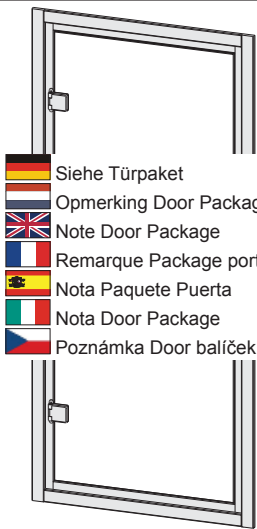 Siehe Türpaket
Opmerking Door Packag
Note Door Package
Remarque Package port
Nota Paquete Puerta
Nota Door Package
Poznámka Door balíček